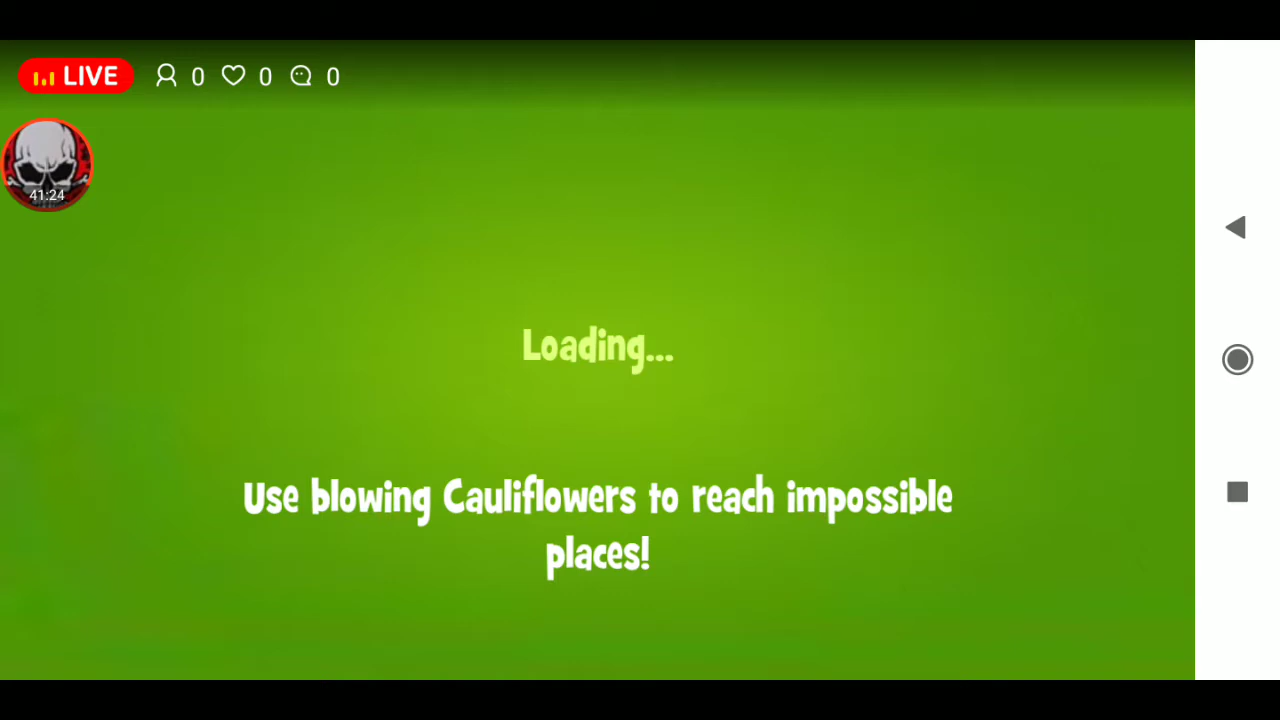 LIVE 0 0 0
41:24
Loading...
Use blowing Cauliflowers to reach impossible
places!